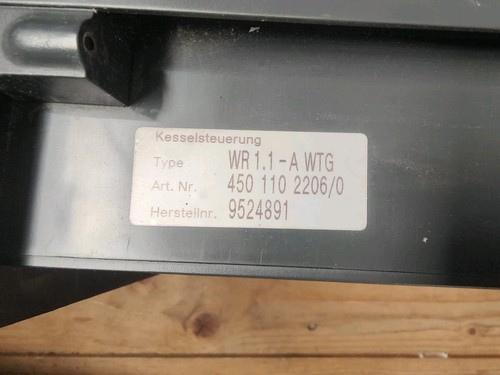 Kesselsteuerung
Type WR 1.1-A WTG
Art. Nr. 450 110 2206/0
Herstellnr. 9524891